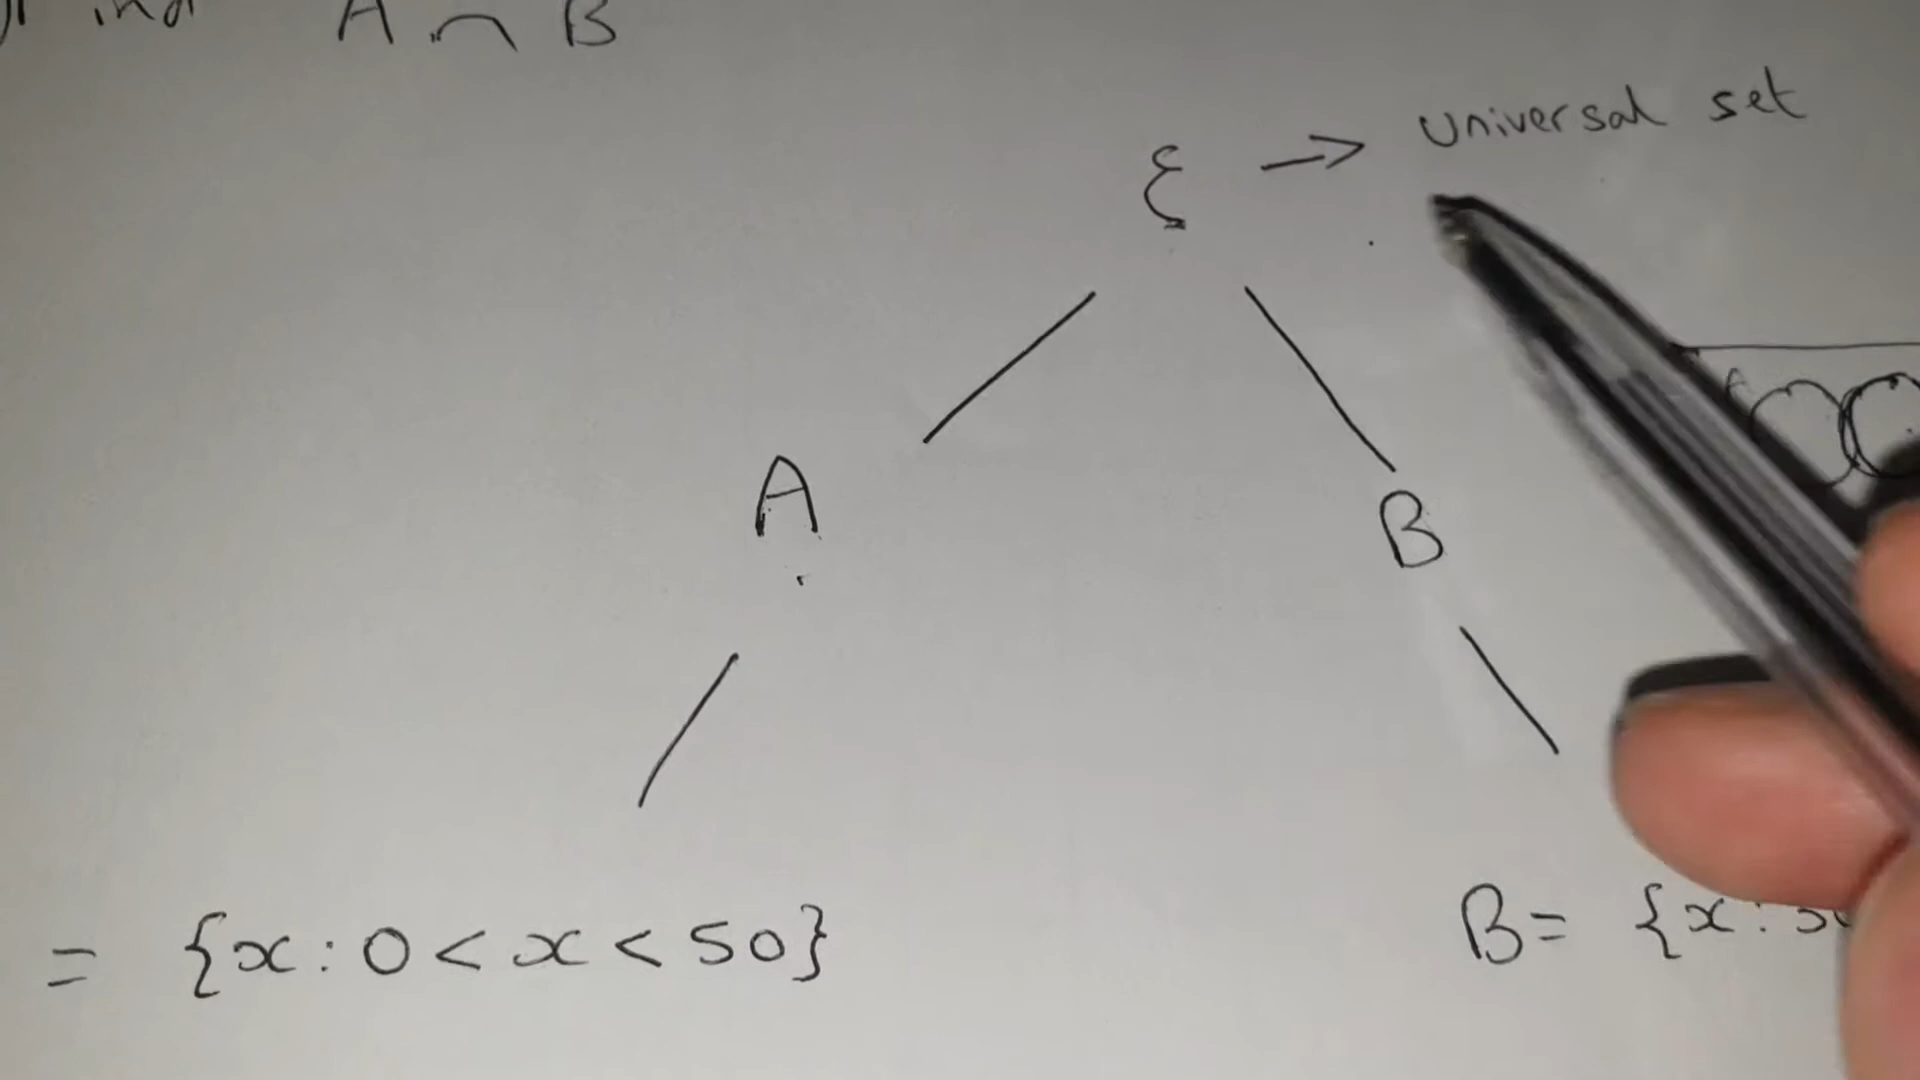 A ∩ B
ξ → universal set
A B
= {x : 0 < x < 50} B = {x :